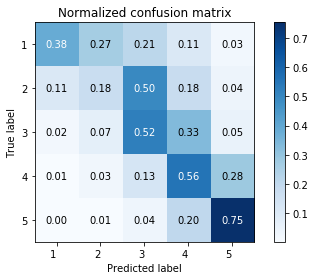 Normalized confusion matrix
1 0.38 0.27 0.21 0.11 0.03
2 0.11 0.18 0.50 0.18 0.04
3 0.02 0.07 0.52 0.33 0.05
4 0.01 0.03 0.13 0.56 0.28
5 0.00 0.01 0.04 0.20 0.75
1 2 3 4 5
True label
Predicted label
0.7
0.6
0.5
0.4
0.3
0.2
0.1